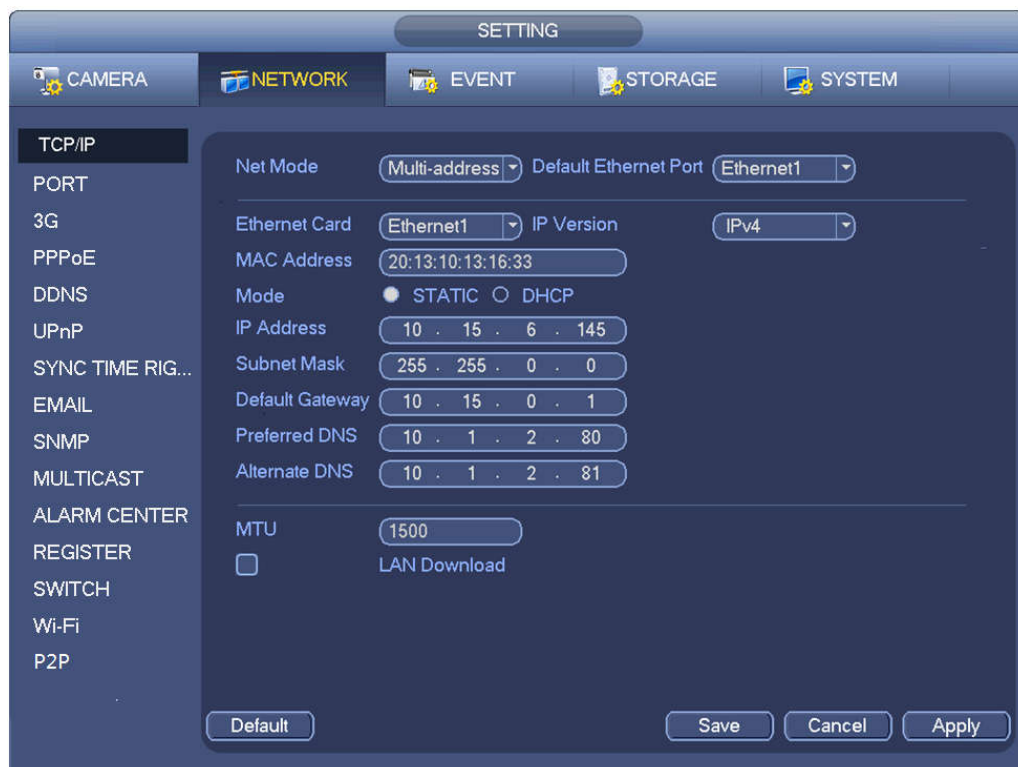 SETTING
CAMERA NETWORK EVENT STORAGE SYSTEM
TCP/IP
PORT
3G
PPPoE
DDNS
UPnP
SYNC TIME RIG...
EMAIL
SNMP
MULTICAST
ALARM CENTER
REGISTER
SWITCH
Wi-Fi
P2P
Net Mode Multi-address Default Ethernet Port Ethernet1
Ethernet Card Ethernet1 IP Version IPv4
MAC Address 20:13:10:13:16:33
Mode STATIC DHCP
IP Address 10 . 15 . 6 . 145
Subnet Mask 255 . 255 . 0 . 0
Default Gateway 10 . 15 . 0 . 1
Preferred DNS 10 . 1 . 2 . 80
Alternate DNS 10 . 1 . 2 . 81
MTU 1500
LAN Download
Default Save Cancel Apply